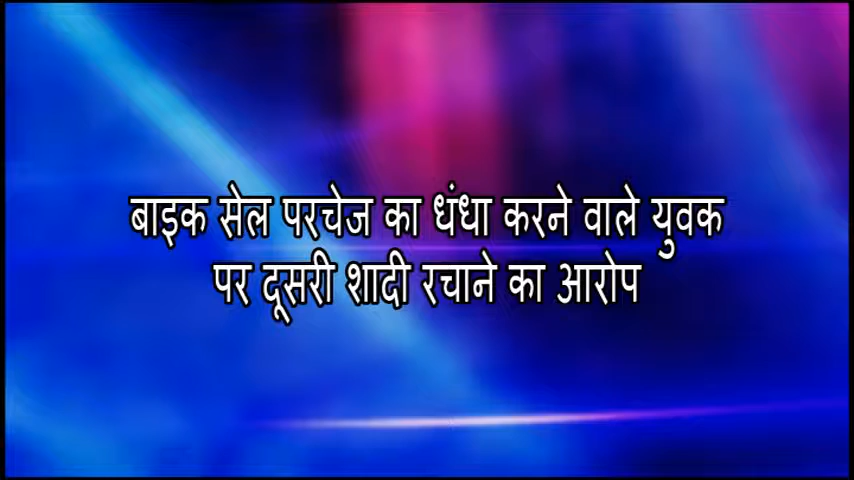 बाइक सेल परचेज का धंधा करने वाले युवक
पर दूसरी शादी रचाने का आरोप